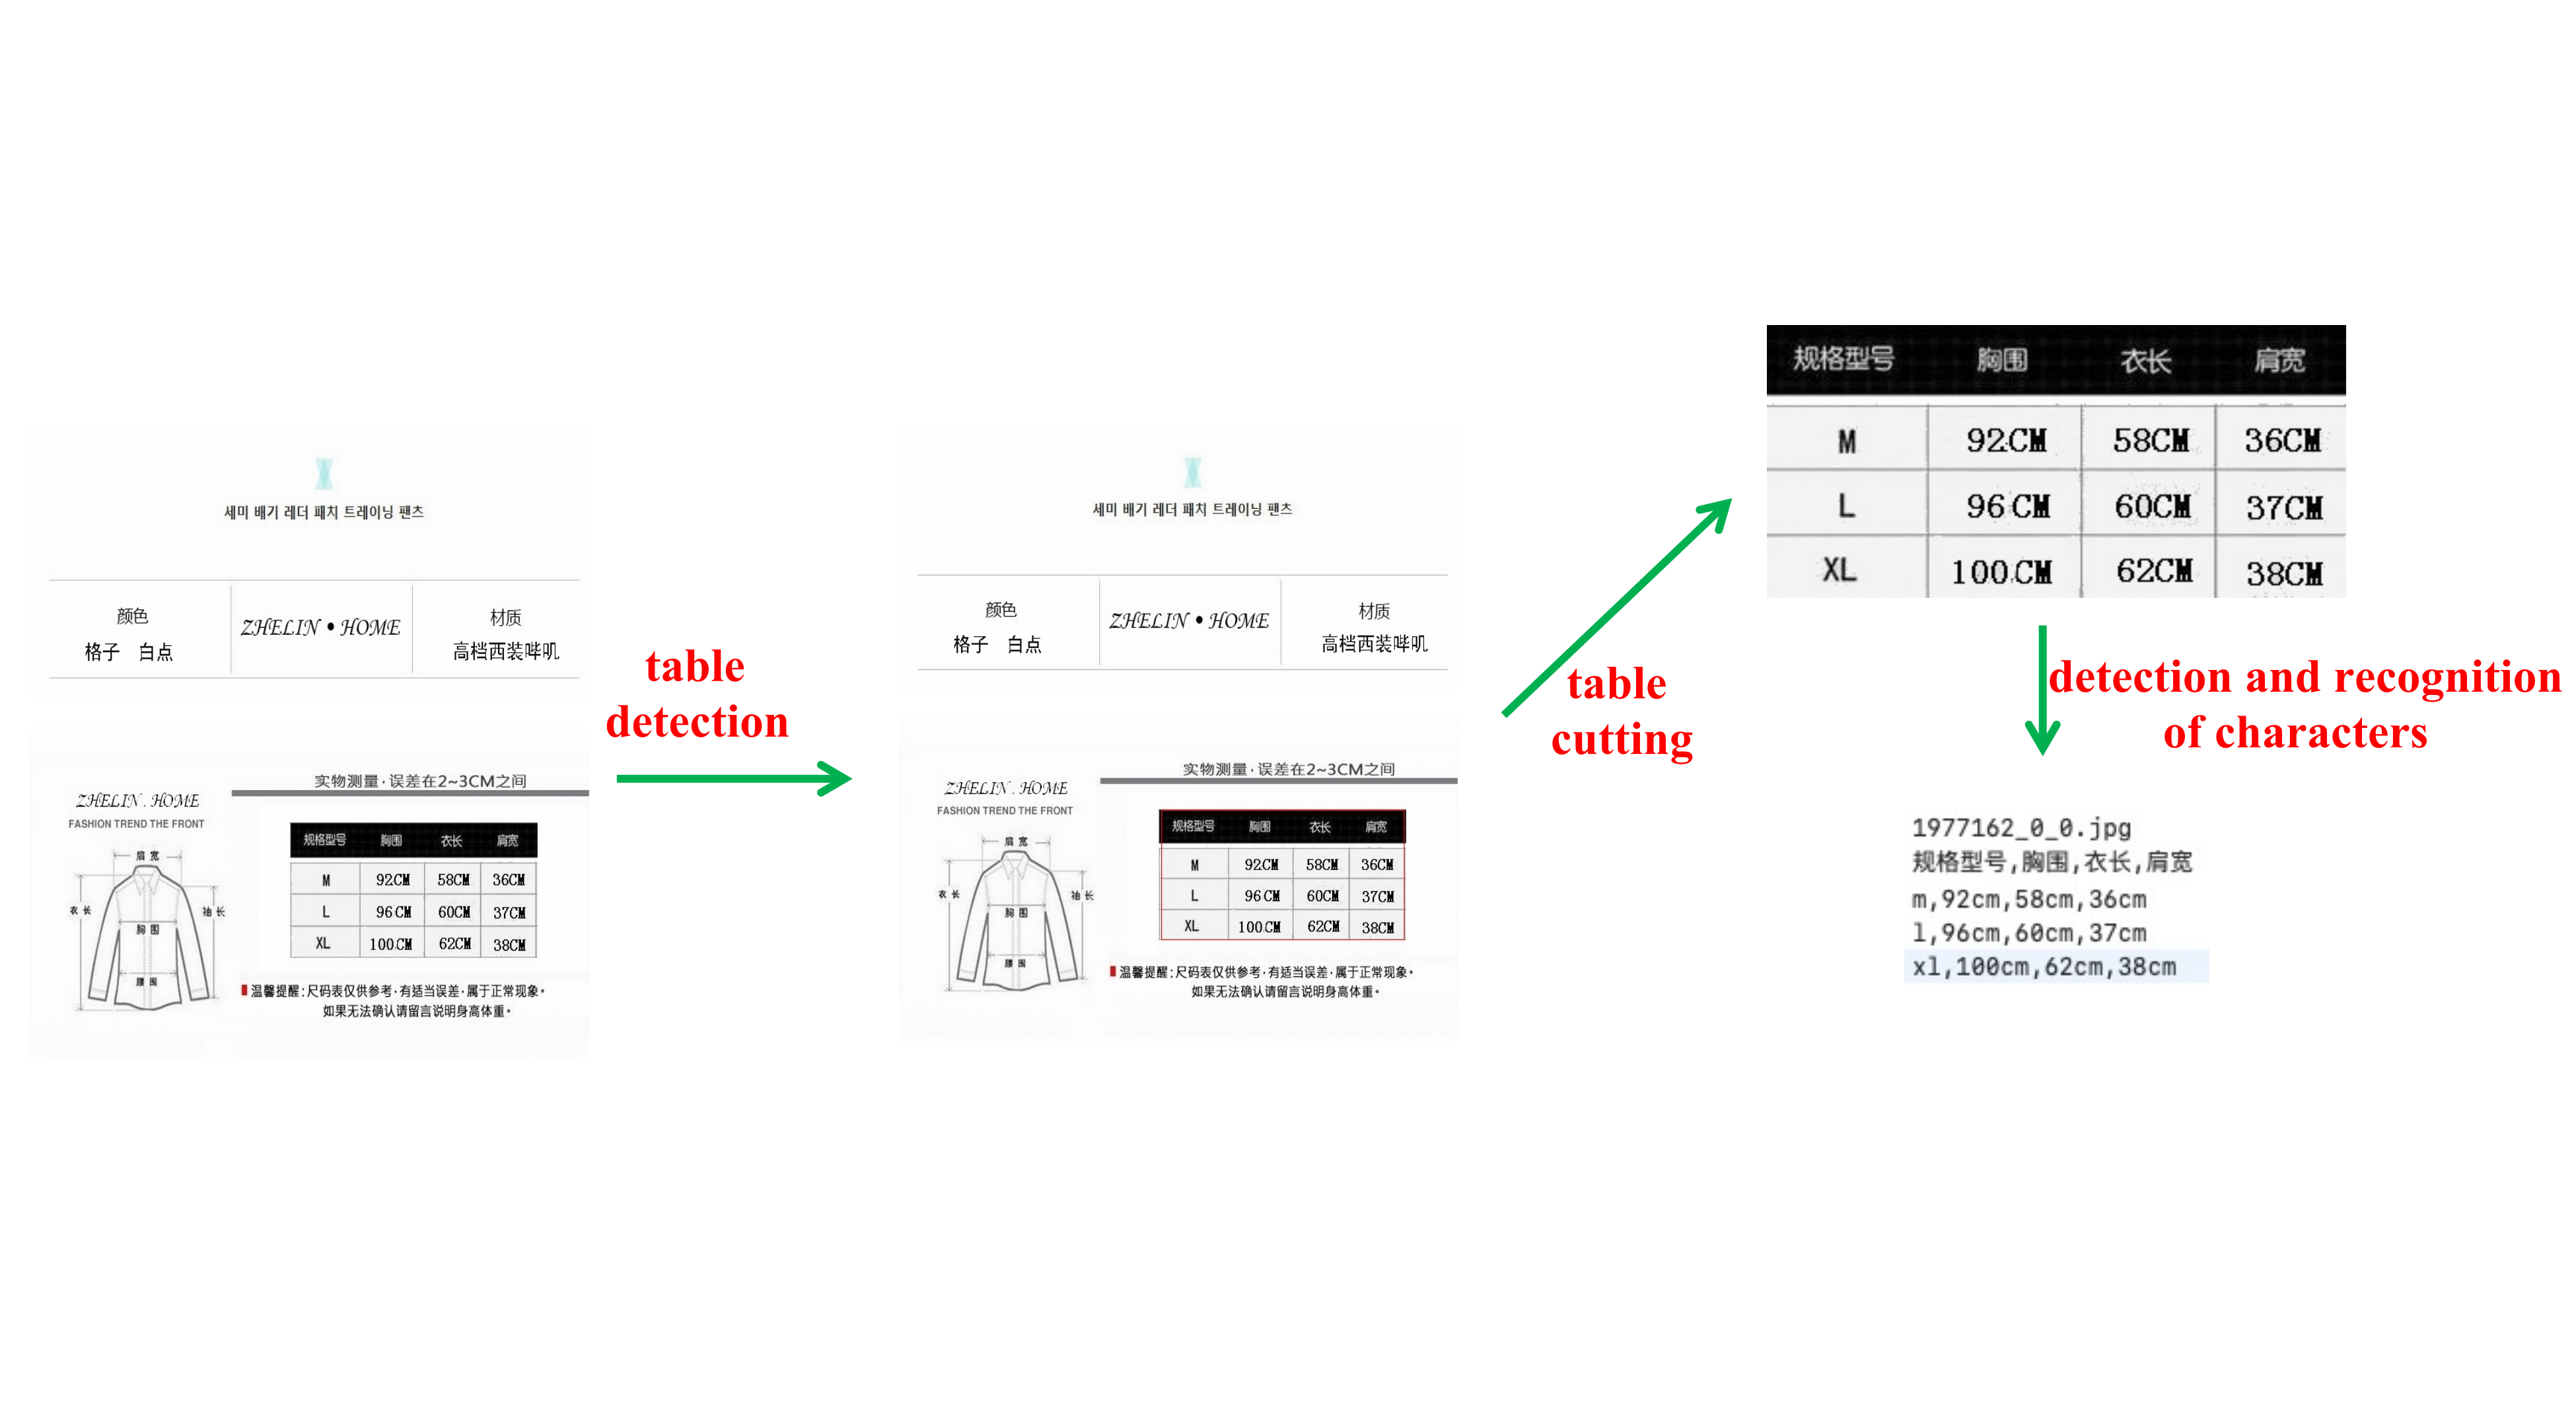 세미 배기 레더 패치 트레이닝 팬츠
颜色
格子 白点
ZHELIN • HOME
材质
高档西装哔叽
实物测量·误差在2~3CM之间
ZHELIN . HOME
FASHION TREND THE FRONT
肩 宽
衣 长
袖 长
胸 围
腰 围
规格型号 胸围 衣长 肩宽
M 92CM 58CM 36CM
L 96CM 60CM 37CM
XL 100CM 62CM 38CM
温馨提醒:尺码表仅供参考·有适当误差·属于正常现象。
如果无法确认请留言说明身高体重。
table
detection
세미 배기 레더 패치 트레이닝 팬츠
颜色
格子 白点
ZHELIN • HOME
材质
高档西装哔叽
实物测量·误差在2~3CM之间
ZHELIN . HOME
FASHION TREND THE FRONT
肩 宽
衣 长
袖 长
胸 围
腰 围
规格型号 胸围 衣长 肩宽
M 92CM 58CM 36CM
L 96CM 60CM 37CM
XL 100CM 62CM 38CM
温馨提醒:尺码表仅供参考·有适当误差·属于正常现象。
如果无法确认请留言说明身高体重。
table
cutting
规格型号 胸围 衣长 肩宽
M 92CM 58CM 36CM
L 96CM 60CM 37CM
XL 100CM 62CM 38CM
detection and recognition
of characters
1977162_0_0.jpg
规格型号,胸围,衣长,肩宽
m,92cm,58cm,36cm
l,96cm,60cm,37cm
xl,100cm,62cm,38cm